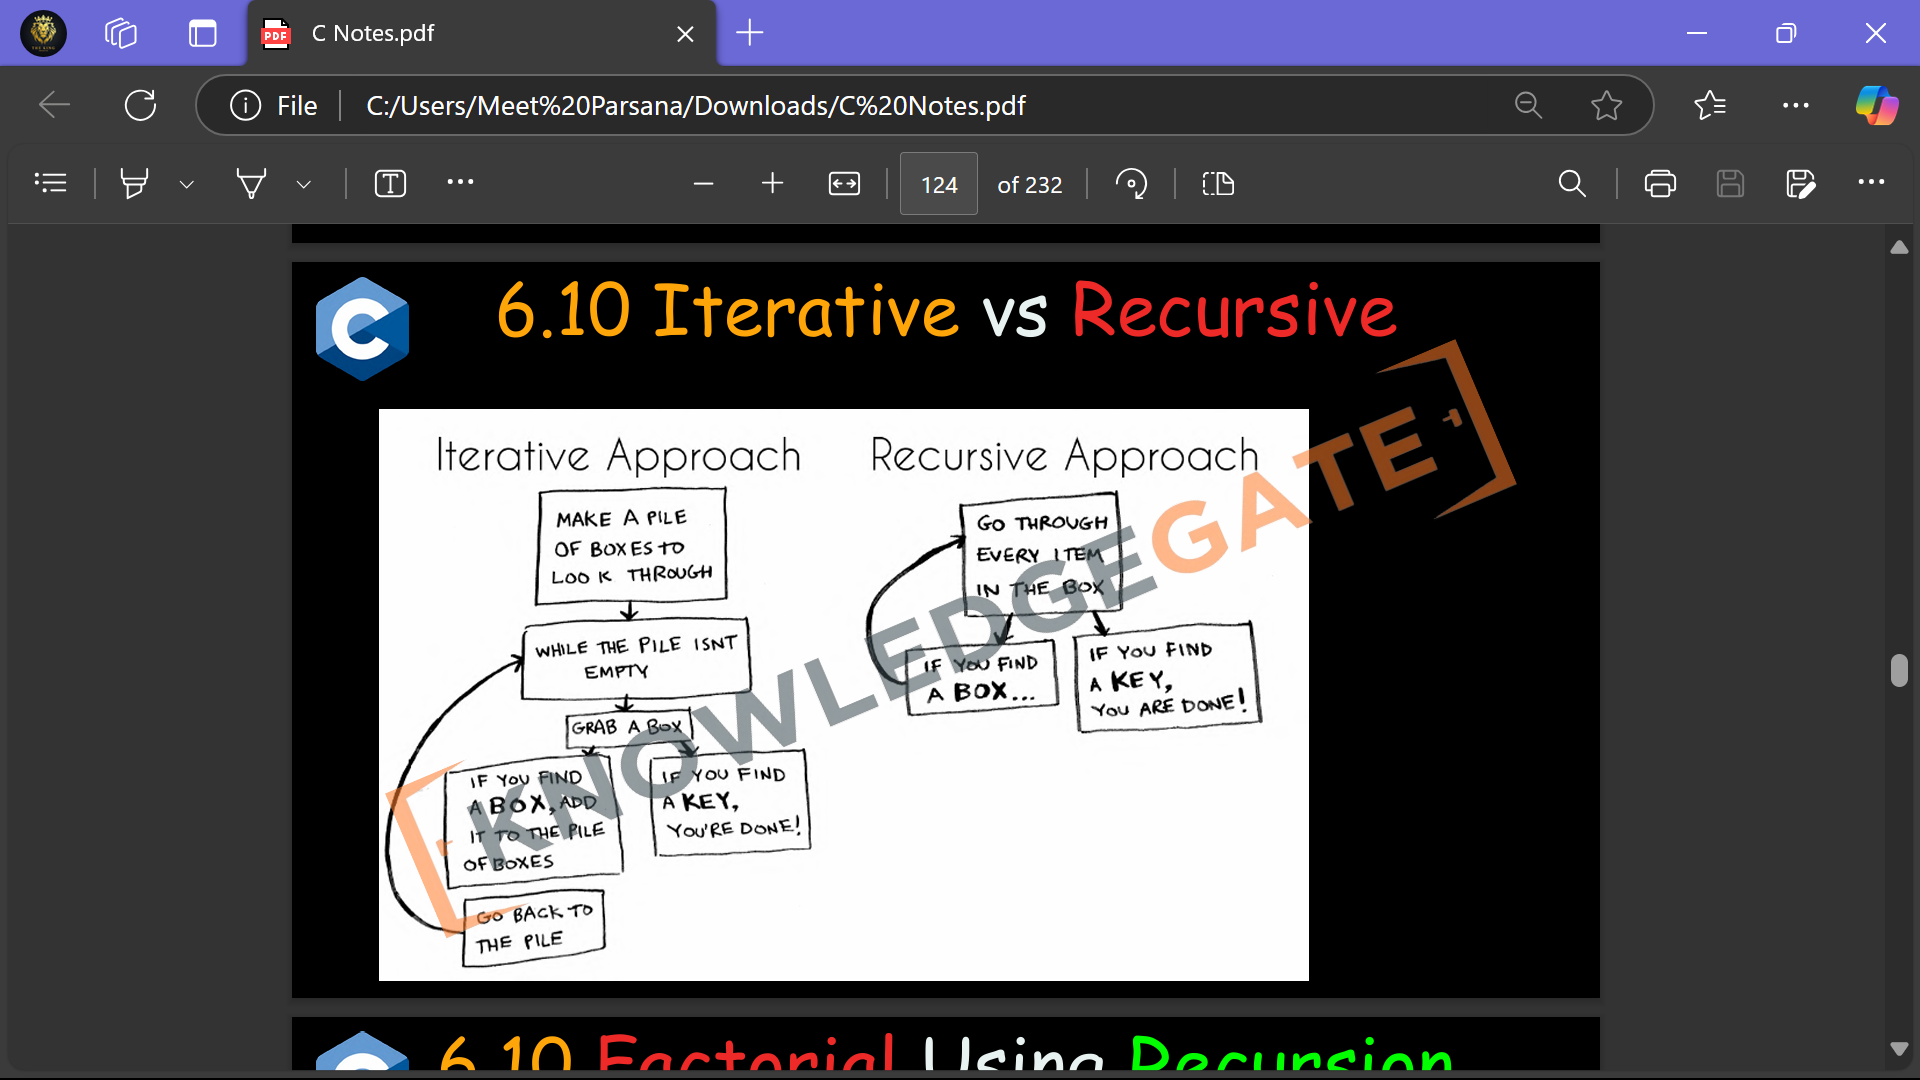 C Notes.pdf
File
C:/Users/Meet%20Parsana/Downloads/C%20Notes.pdf
124 of 232
6.10 Iterative vs Recursive
Iterative Approach
MAKE A PILE
OF BOXES TO
LOOK THROUGH
WHILE THE PILE ISNT
EMPTY
GRAB A BOX
IF YOU FIND
A BOX, ADD
IT TO THE PILE
OF BOXES
IF YOU FIND
A KEY,
YOU'RE DONE!
GO BACK TO
THE PILE
Recursive Approach
GO THROUGH
EVERY ITEM
IN THE BOX
IF YOU FIND
A BOX...
IF YOU FIND
A KEY,
YOU ARE DONE!
KNOWLEDGEGATE
6.10 Factorial Using Recursion